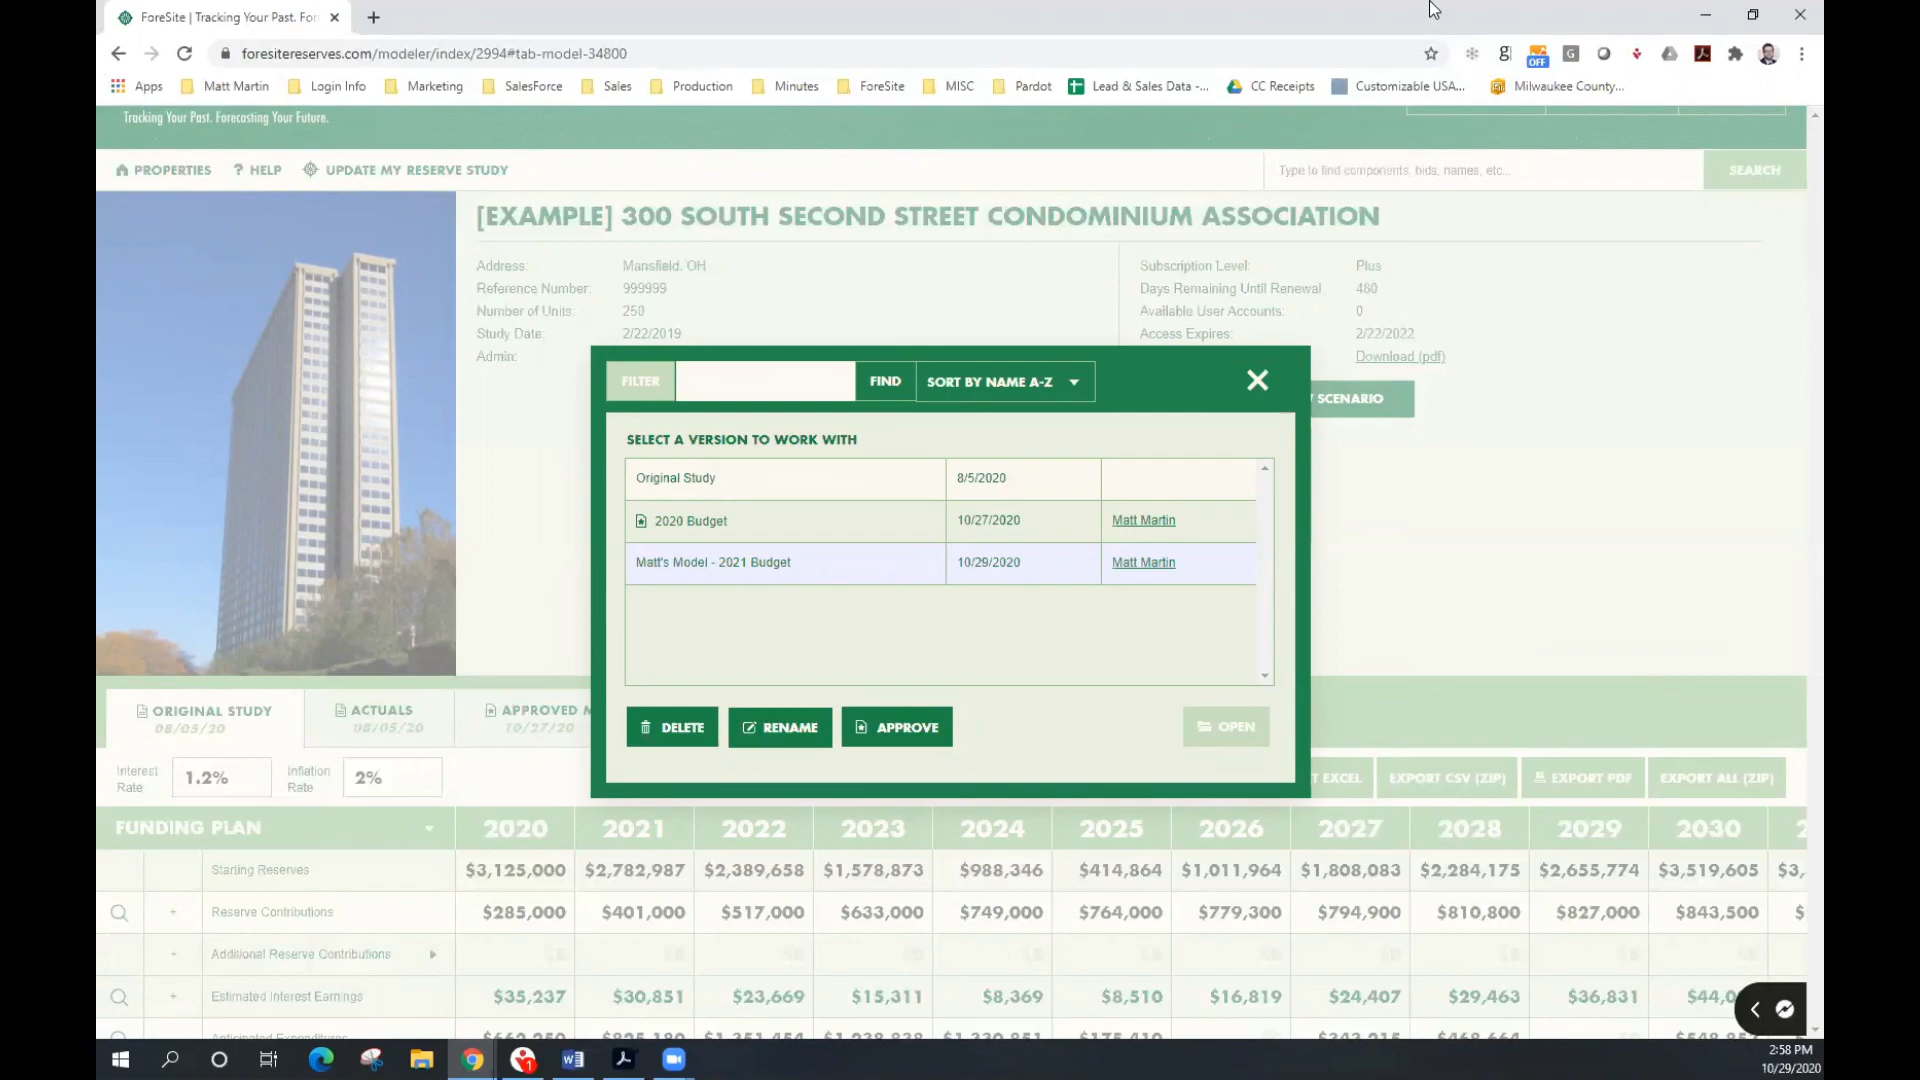 ForeSite | Tracking Your Past. For
foresitereserves.com/modeler/index/2994#tab-model-34800
OFF
Apps Matt Martin Login Info Marketing SalesForce Sales Production Minutes ForeSite MISC Pardot Lead & Sales Data -... CC Receipts Customizable USA... Milwaukee County...
Tracking Your Past. Forecasting Your Future.
PROPERTIES ? HELP UPDATE MY RESERVE STUDY Type to find components, bids, names, etc... SEARCH
[EXAMPLE] 300 SOUTH SECOND STREET CONDOMINIUM ASSOCIATION
Address: Mansfield, OH Subscription Level: Plus
Reference Number: 999999 Days Remaining Until Renewal 480
Number of Units: 250 Available User Accounts: 0
Study Date: 2/22/2019 Access Expires: 2/22/2022
Admin: Download (pdf)
SCENARIO
FILTER FIND SORT BY NAME A-Z
SELECT A VERSION TO WORK WITH
Original Study 8/5/2020
2020 Budget 10/27/2020 Matt Martin
Matt's Model - 2021 Budget 10/29/2020 Matt Martin
DELETE RENAME APPROVE OPEN
ORIGINAL STUDY ACTUALS APPROVED M
08/05/20 08/05/20 10/27/20
Interest Rate 1.2% Inflation Rate 2% T EXCEL EXPORT CSV (ZIP) EXPORT PDF EXPORT ALL (ZIP)
FUNDING PLAN 2020 2021 2022 2023 2024 2025 2026 2027 2028 2029 2030 2
Starting Reserves $3,125,000 $2,782,987 $2,389,658 $1,578,873 $988,346 $414,864 $1,011,964 $1,808,083 $2,284,175 $2,655,774 $3,519,605 $3,
+ Reserve Contributions $285,000 $401,000 $517,000 $633,000 $749,000 $764,000 $779,300 $794,900 $810,800 $827,000 $843,500 $
+ Additional Reserve Contributions
+ Estimated Interest Earnings $35,237 $30,851 $23,669 $15,311 $8,369 $8,510 $16,819 $24,407 $29,463 $36,831 $44,0
Anticipated Expenditures
2:58 PM
10/29/2020